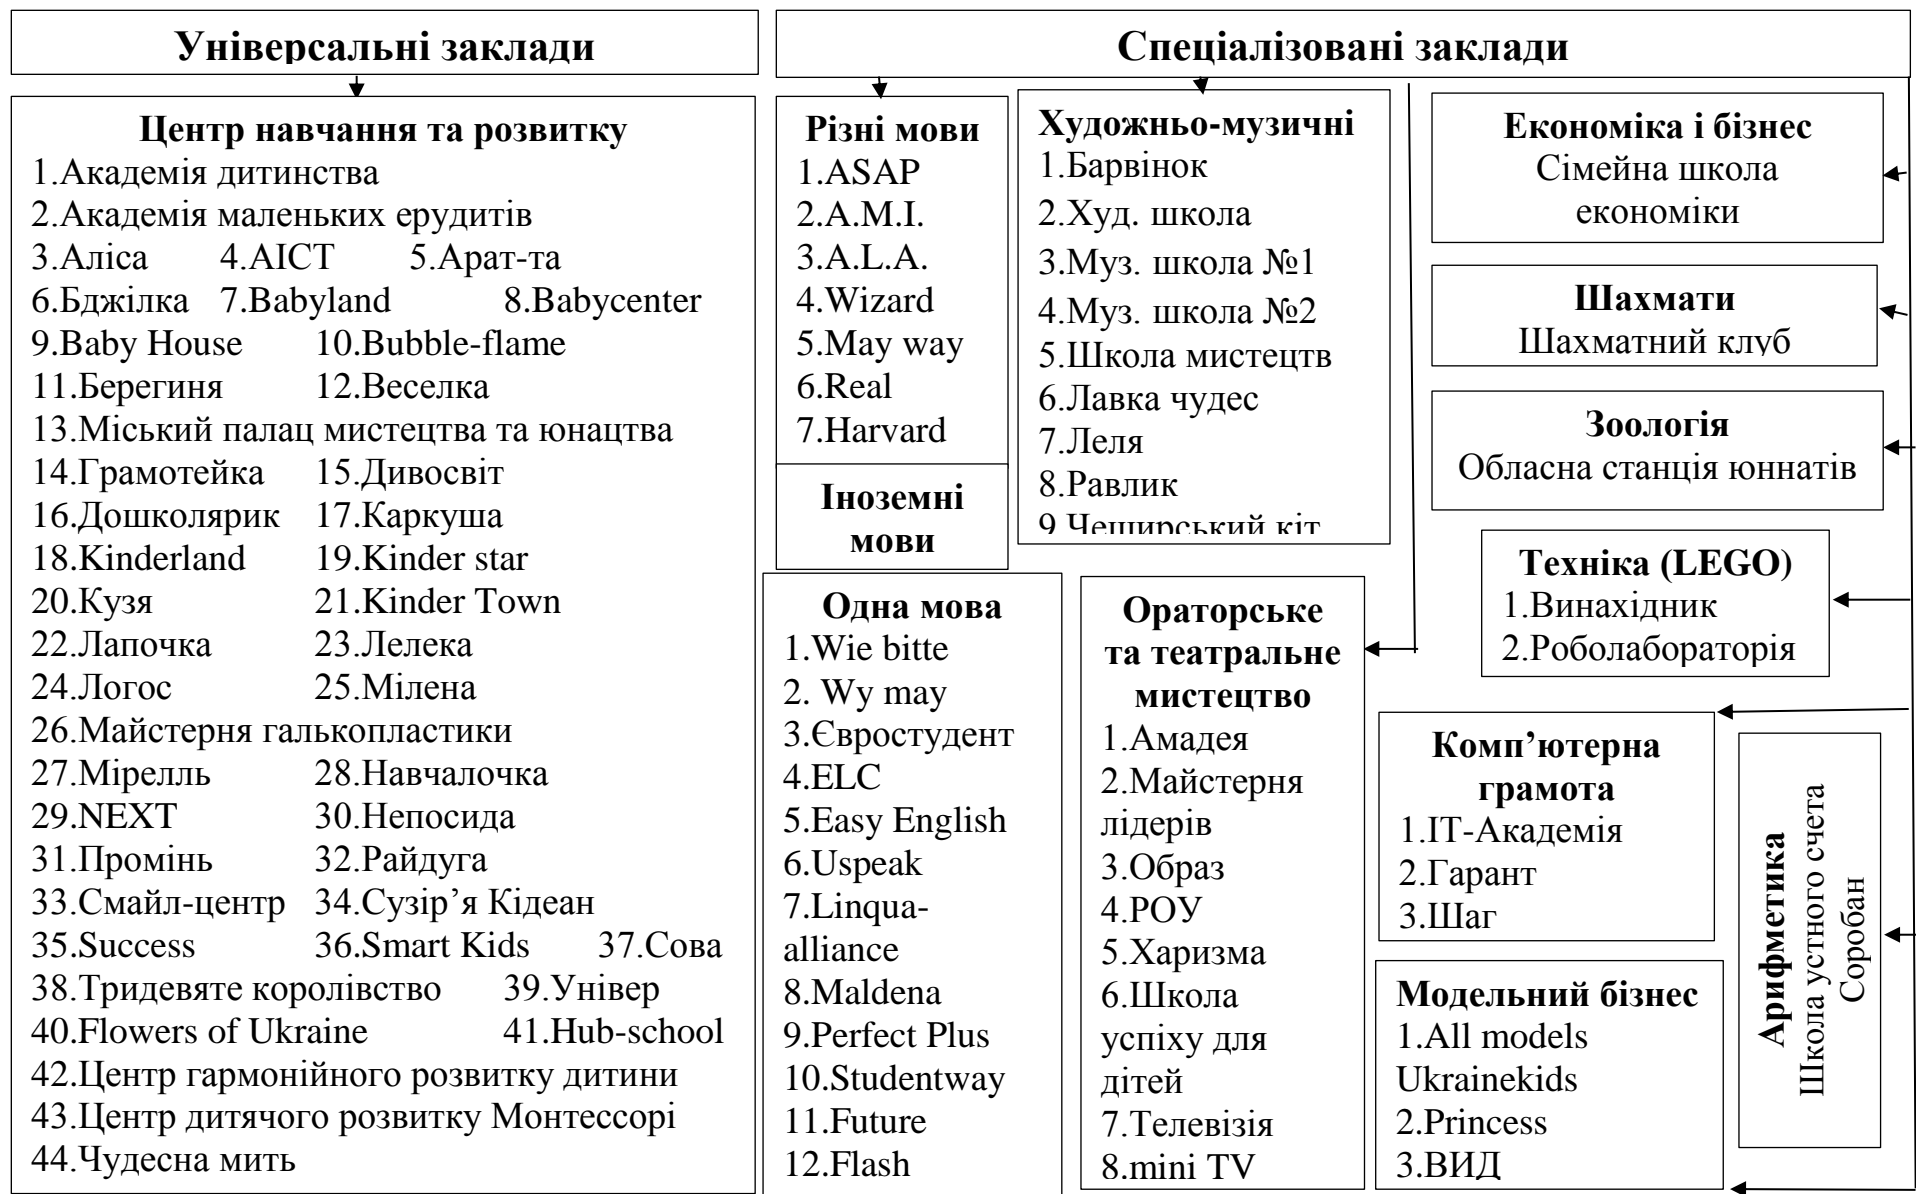 Універсальні заклади
Центр навчання та розвитку
1.Академія дитинства
2.Академія маленьких ерудитів
3.Аліса 4.АІСТ 5.Арат-та
6.Бджілка 7.Babyland 8.Babycenter
9.Baby House 10.Bubble-flame
11.Берегиня 12.Веселка
13.Міський палац мистецтва та юнацтва
14.Грамотейка 15.Дивосвіт
16.Дошколярик 17.Каркуша
18.Kinderland 19.Kinder star
20.Кузя 21.Kinder Town
22.Лапочка 23.Лелека
24.Логос 25.Мілена
26.Майстерня галькопластики
27.Мірелль 28.Навчалочка
29.NEXT 30.Непосида
31.Промінь 32.Райдуга
33.Смайл-центр 34.Сузір’я Кідеан
35.Success 36.Smart Kids 37.Сова
38.Тридевяте королівство 39.Універ
40.Flowers of Ukraine 41.Hub-school
42.Центр гармонійного розвитку дитини
43.Центр дитячого розвитку Монтессорі
44.Чудесна мить
Спеціалізовані заклади
Різні мови
1.ASAP
2.A.M.I.
3.A.L.A.
4.Wizard
5.May way
6.Real
7.Harvard
Іноземні
мови
Одна мова
1.Wie bitte
2. Wy may
3.Євростудент
4.ELC
5.Easy English
6.Uspeak
7.Linqua-
alliance
8.Maldena
9.Perfect Plus
10.Studentway
11.Future
12.Flash
Художньо-музичні
1.Барвінок
2.Худ. школа
3.Муз. школа №1
4.Муз. школа №2
5.Школа мистецтв
6.Лавка чудес
7.Леля
8.Равлик
9.Чеширський кіт
Ораторське
та театральне
мистецтво
1.Амадея
2.Майстерня
лідерів
3.Образ
4.РОУ
5.Харизма
6.Школа
успіху для
дітей
7.Телевізія
8.mini TV
Економіка і бізнес
Сімейна школа
економіки
Шахмати
Шахматний клуб
Зоологія
Обласна станція юннатів
Техніка (LEGO)
1.Винахідник
2.Роболабораторія
Комп’ютерна
грамота
1.IT-Академія
2.Гарант
3.Шаг
Модельний бізнес
1.All models
Ukrainekids
2.Princess
3.ВИД
Арифметика
Школа устного счета
Соробан